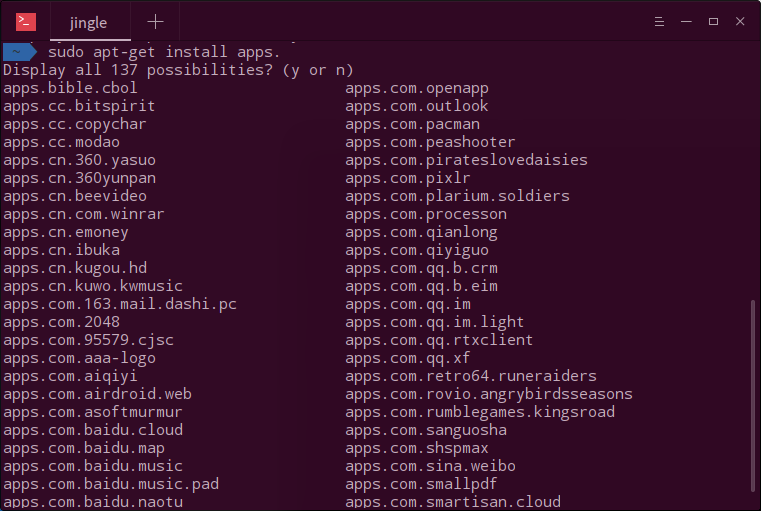 jingle
~ sudo apt-get install apps.
Display all 137 possibilities? (y or n)
apps.bible.cbol apps.com.openapp
apps.cc.bitspirit apps.com.outlook
apps.cc.copychar apps.com.pacman
apps.cc.modao apps.com.peashooter
apps.cn.360.yasuo apps.com.pirateslovedaisies
apps.cn.360yunpan apps.com.pixlr
apps.cn.beevideo apps.com.plarium.soldiers
apps.cn.com.winrar apps.com.processon
apps.cn.emoney apps.com.qianlong
apps.cn.ibuka apps.com.qiyiguo
apps.cn.kugou.hd apps.com.qq.b.crm
apps.cn.kuwo.kwmusic apps.com.qq.b.eim
apps.com.163.mail.dashi.pc apps.com.qq.im
apps.com.2048 apps.com.qq.im.light
apps.com.95579.cjsc apps.com.qq.rtxclient
apps.com.aaa-logo apps.com.qq.xf
apps.com.aiqiyi apps.com.retro64.runeraiders
apps.com.airdroid.web apps.com.rovio.angrybirdsseasons
apps.com.asoftmurmur apps.com.rumblegames.kingsroad
apps.com.baidu.cloud apps.com.sanguosha
apps.com.baidu.map apps.com.shspmax
apps.com.baidu.music apps.com.sina.weibo
apps.com.baidu.music.pad apps.com.smallpdf
apps.com.baidu.naotu apps.com.smartisan.cloud